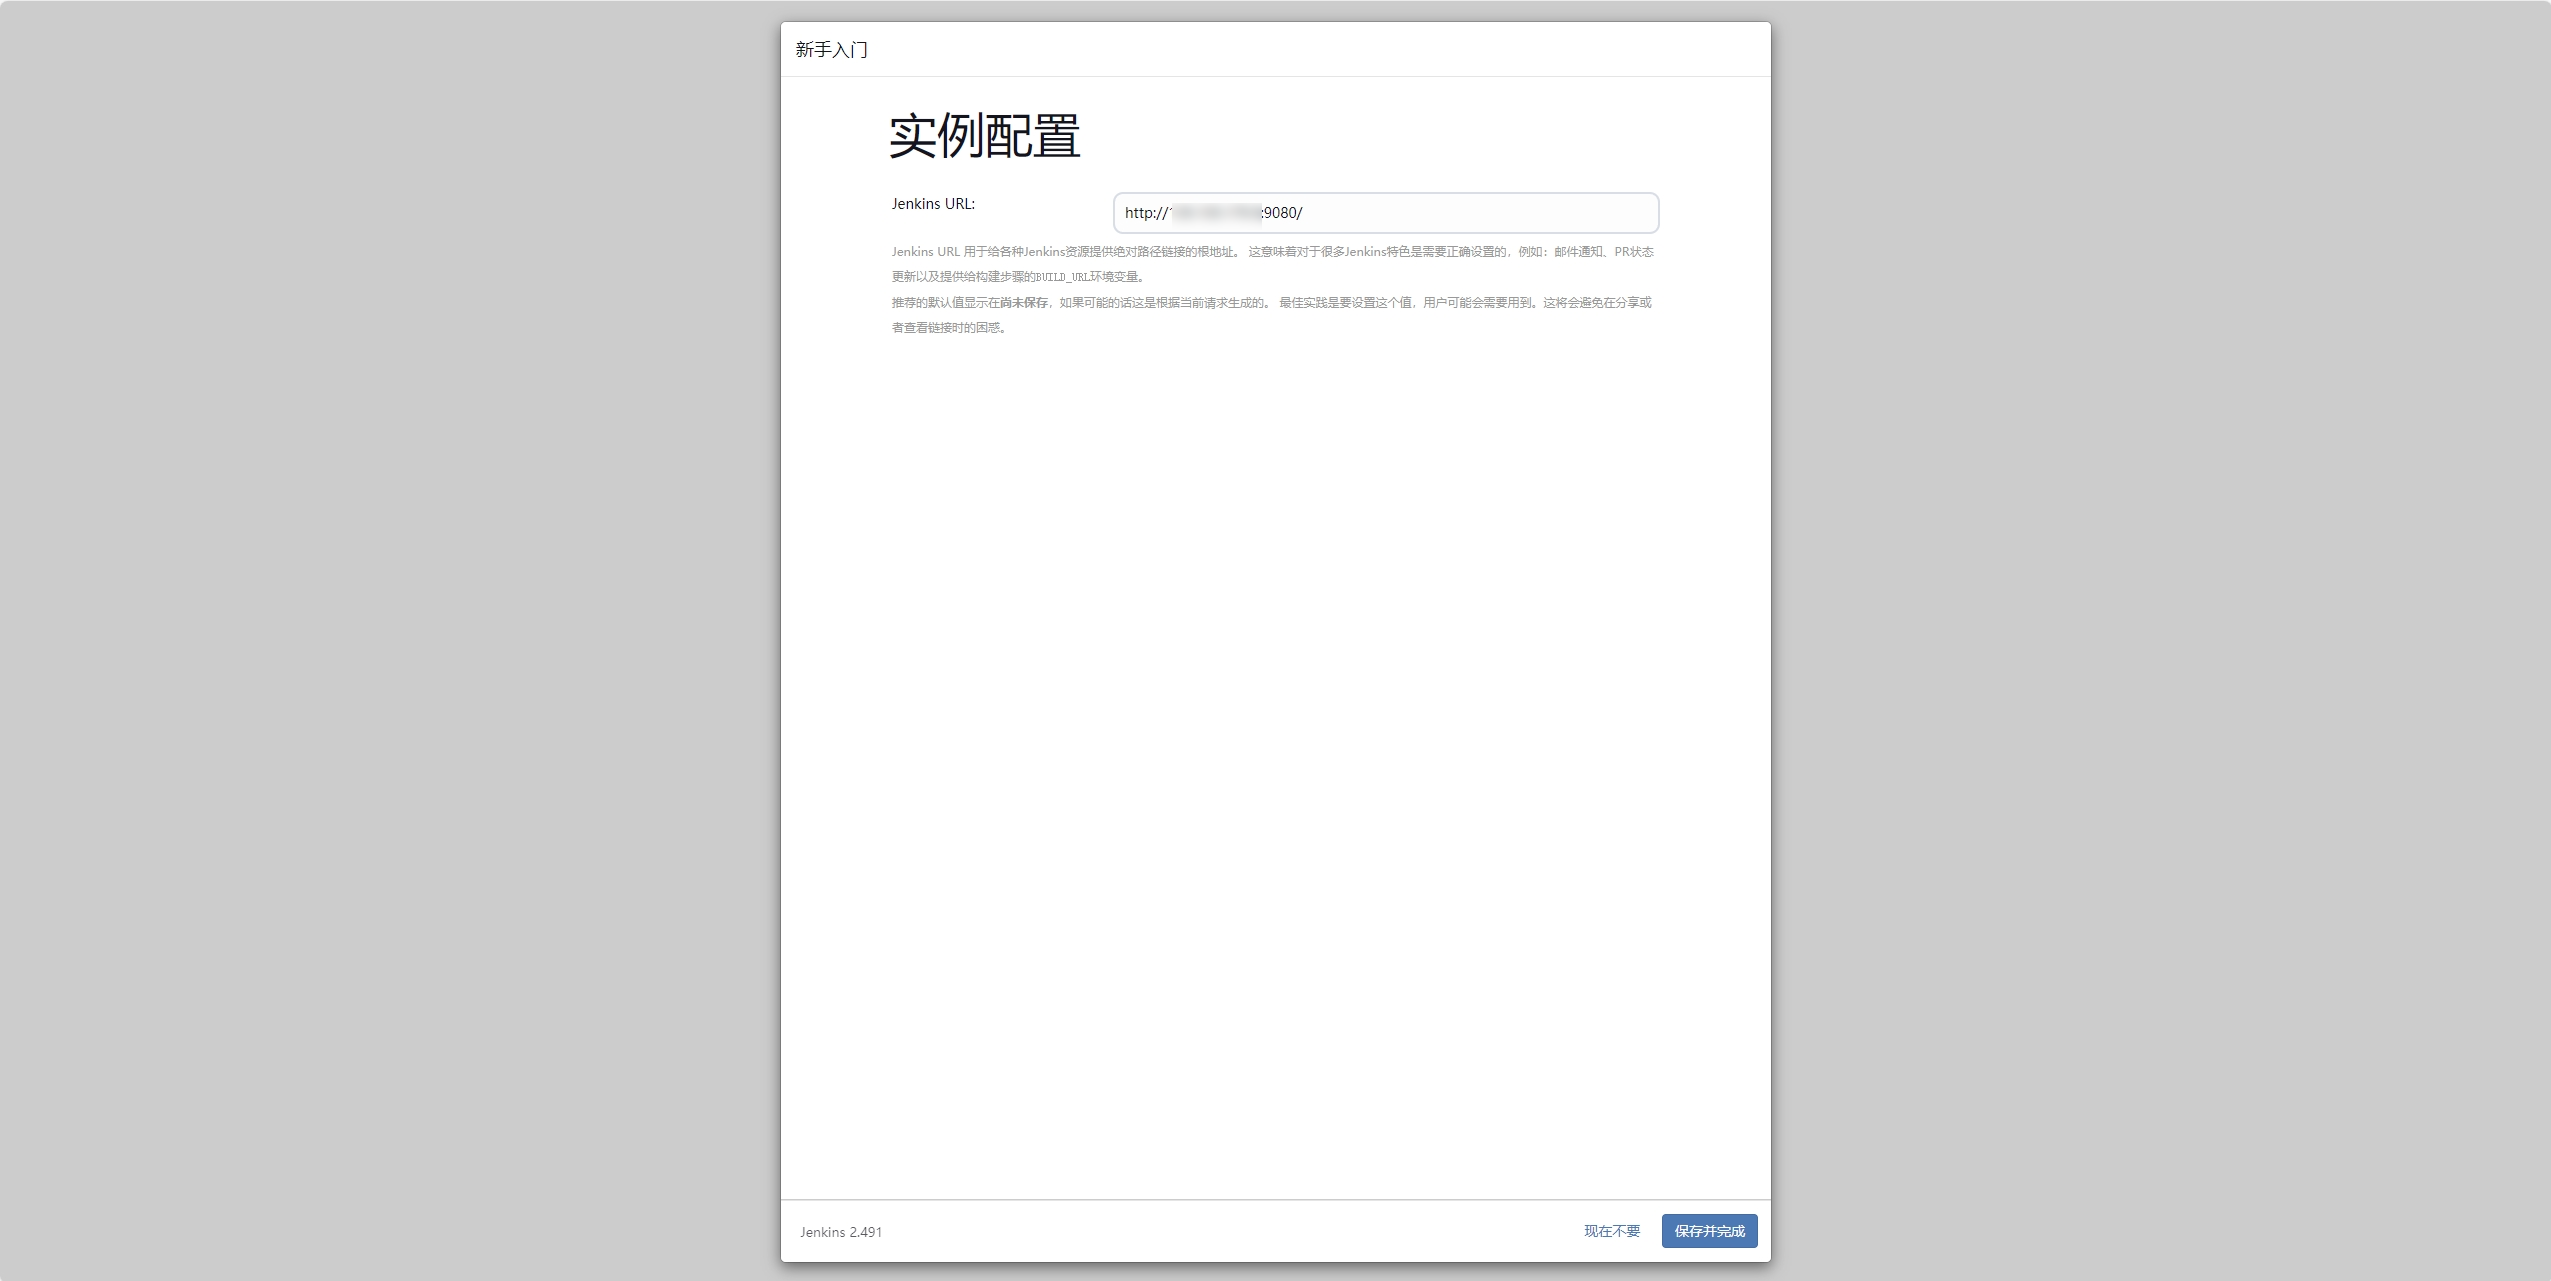 新手入门
实例配置
Jenkins URL:
http:// :9080/
Jenkins URL 用于给各种Jenkins资源提供绝对路径链接的根地址。 这意味着对于很多Jenkins特色是需要正确设置的，例如：邮件通知、PR状态
更新以及提供给构建步骤的BUILD_URL环境变量。
推荐的默认值显示在尚未保存，如果可能的话这是根据当前请求生成的。 最佳实践是要设置这个值，用户可能会需要用到。这将会避免在分享或
者查看链接时的困惑。
Jenkins 2.491
现在不要
保存并完成